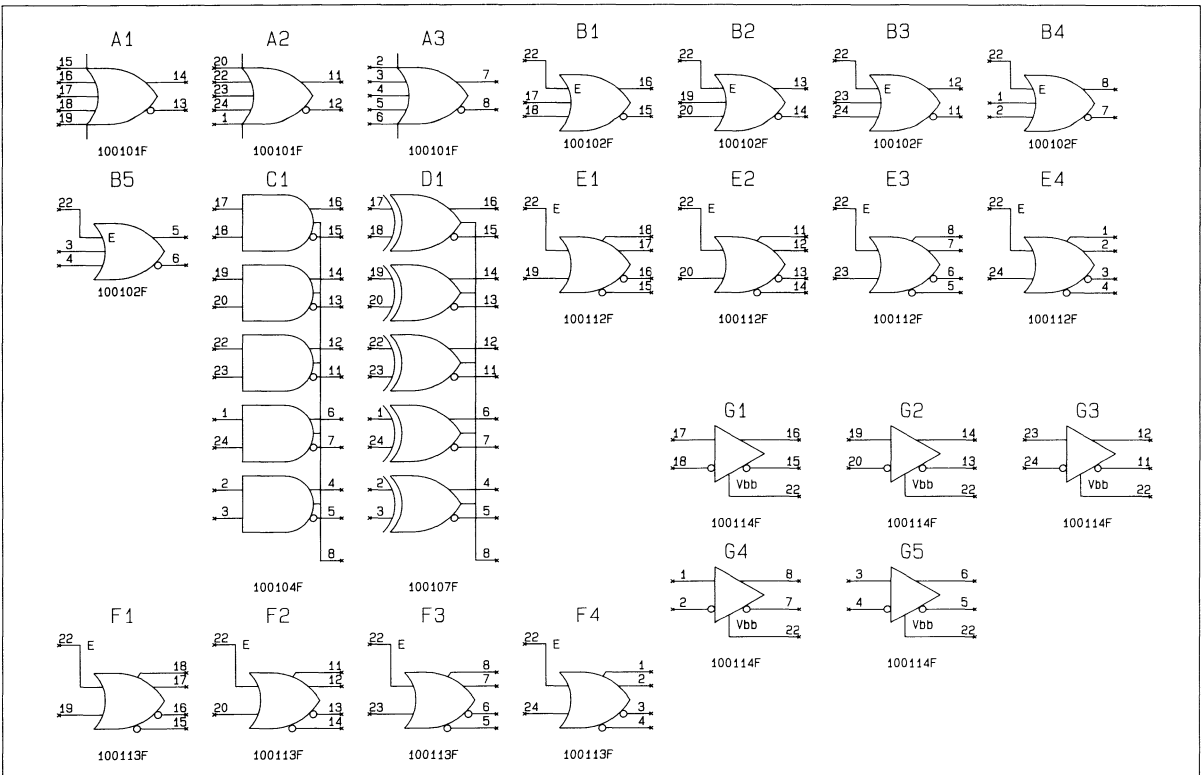 A1
15
16
17
18
19
14
13
100101F
A2
20
22
23
24
1
11
12
100101F
A3
2
3
4
5
6
7
8
100101F
B1
22
E
17
18
16
15
100102F
B2
22
E
19
20
13
14
100102F
B3
22
E
23
24
12
11
100102F
B4
22
E
1
2
8
7
100102F
B5
22
E
3
4
5
6
100102F
C1
17
18
16
15
19
20
14
13
22
23
12
11
1
24
6
7
2
3
4
5
8
100104F
D1
17
18
16
15
19
20
14
13
22
23
12
11
1
24
6
7
2
3
4
5
8
100107F
E1
22
E
19
18
17
16
15
100112F
E2
22
E
20
11
12
13
14
100112F
E3
22
E
23
8
7
6
5
100112F
E4
22
E
24
1
2
3
4
100112F
G1
17
18
16
15
Vbb
22
100114F
G2
19
20
14
13
Vbb
22
100114F
G3
23
24
12
11
Vbb
22
100114F
G4
1
2
8
7
Vbb
22
100114F
G5
3
4
6
5
Vbb
22
100114F
F1
22
E
19
18
17
16
15
100113F
F2
22
E
20
11
12
13
14
100113F
F3
22
E
23
8
7
6
5
100113F
F4
22
E
24
1
2
3
4
100113F